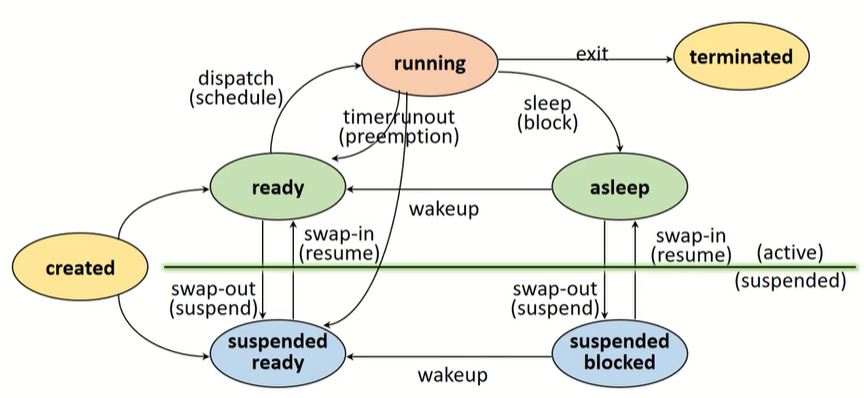 running
exit
terminated
dispatch
(schedule)
timerrunout
(preemption)
sleep
(block)
ready
asleep
wakeup
created
swap-in
(resume)
swap-in
(resume)
(active)
(suspended)
swap-out
(suspend)
swap-out
(suspend)
suspended
ready
suspended
blocked
wakeup